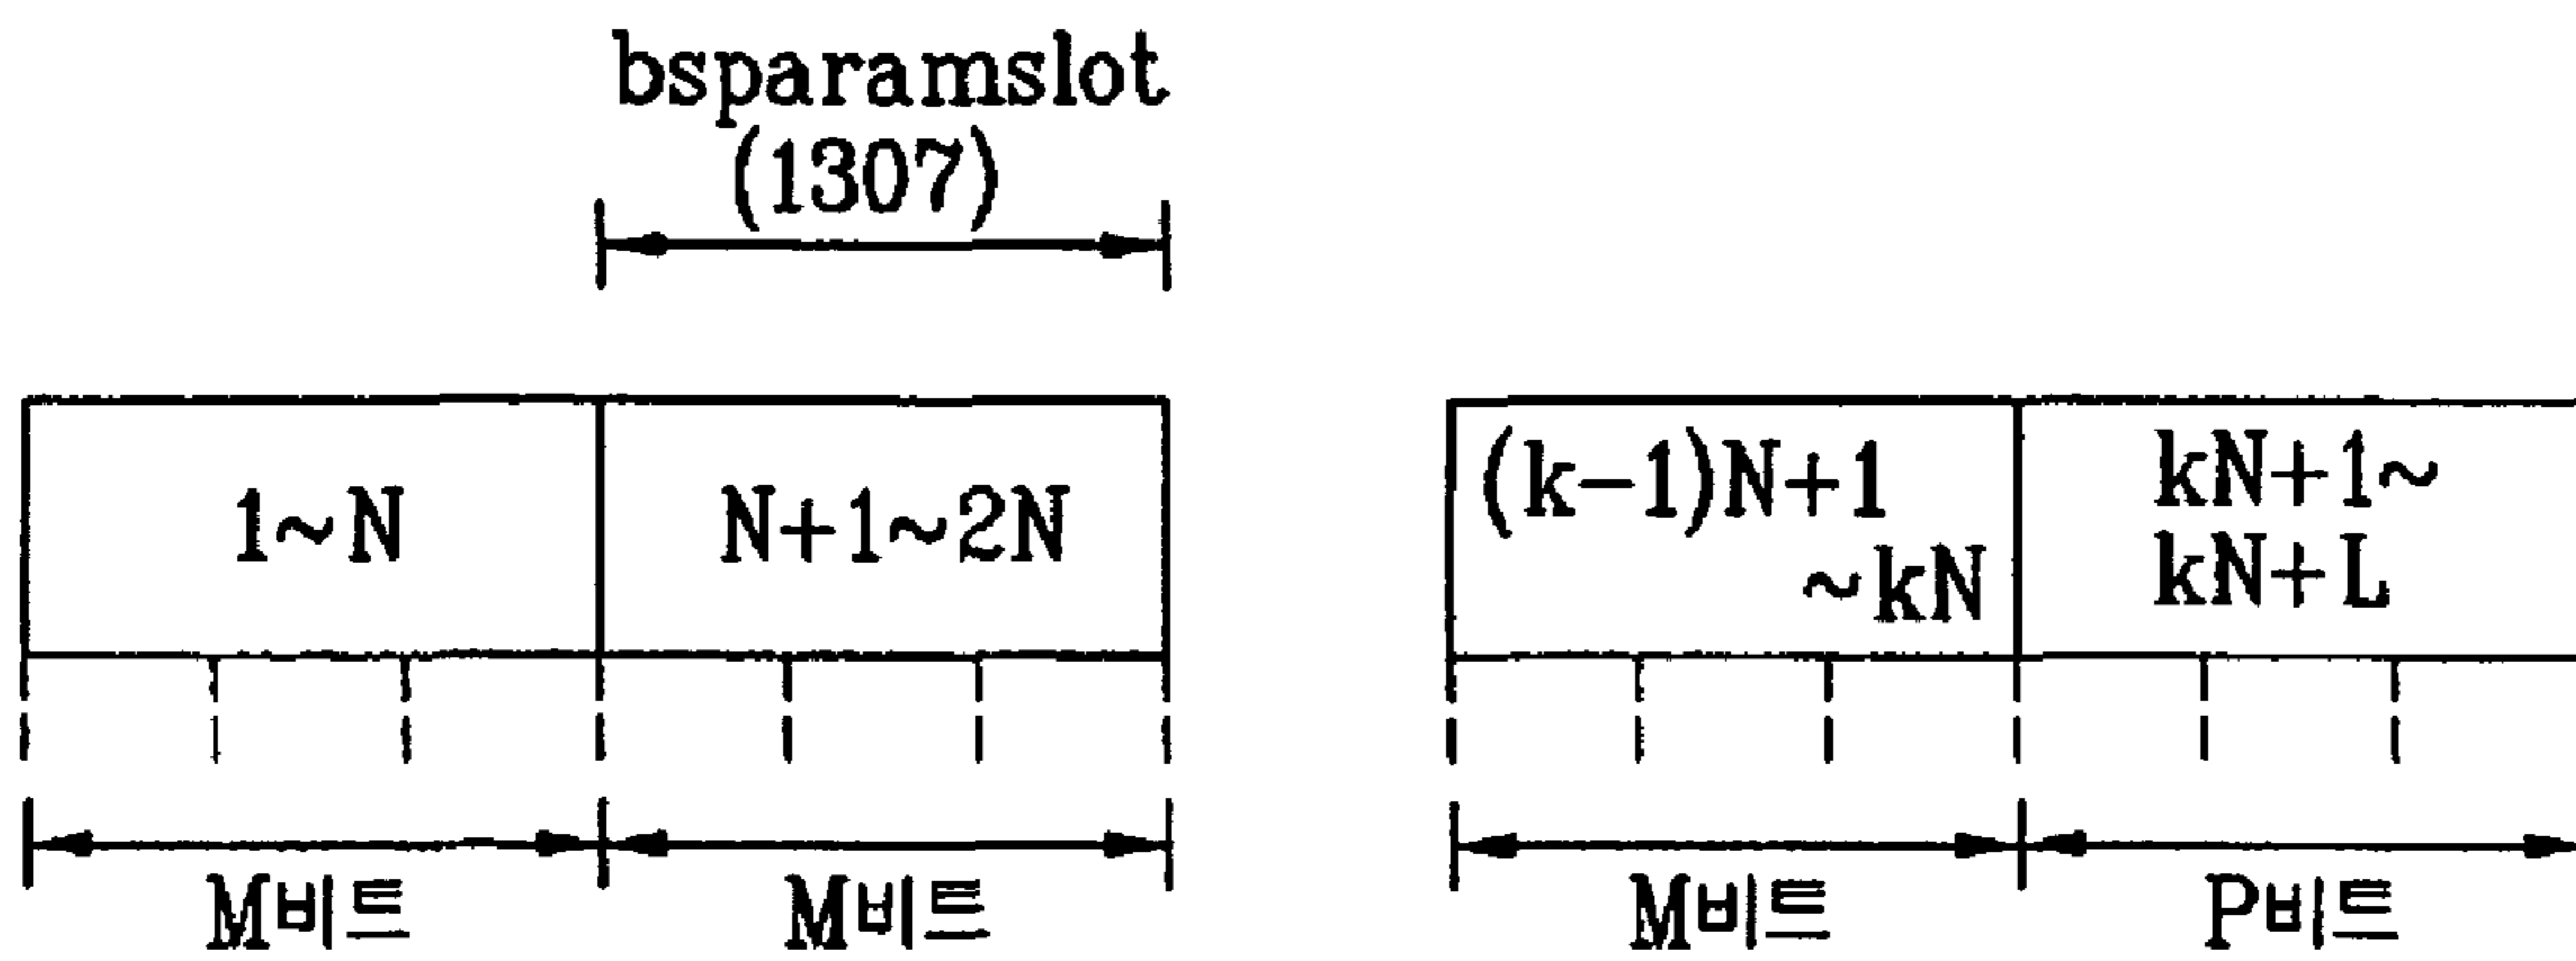 bsparamslot
(1307)
1~N
N+1~2N
(k-1)N+1
~kN
kN+1~
kN+L
M비트
M비트
M비트
P비트